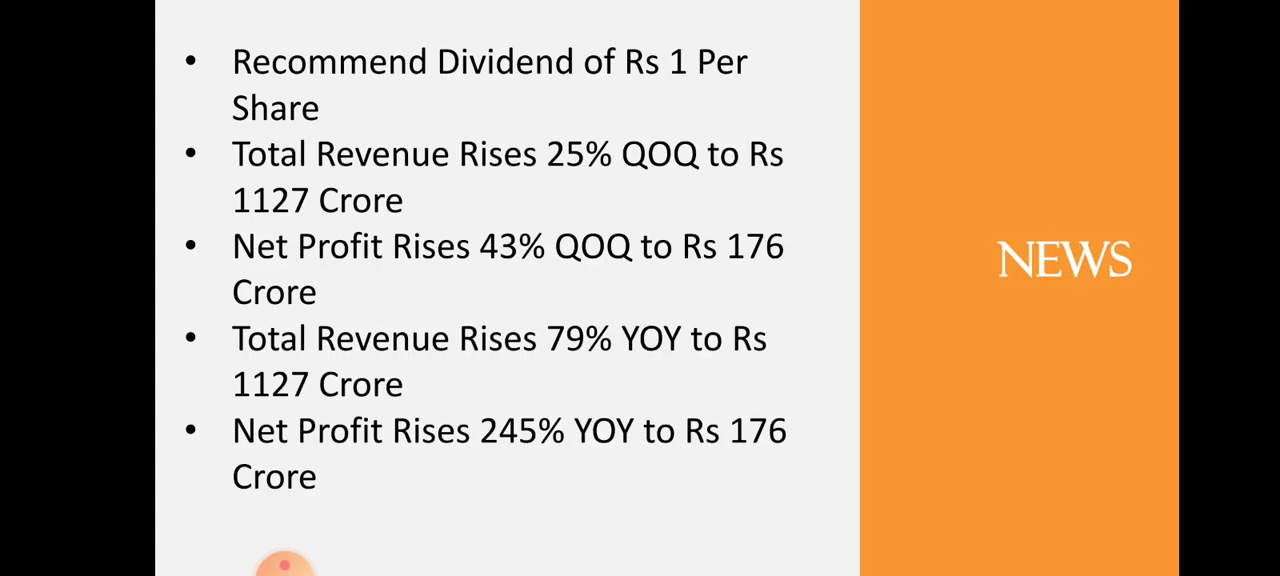 • Recommend Dividend of Rs 1 Per
Share
• Total Revenue Rises 25% QOQ to Rs
1127 Crore
• Net Profit Rises 43% QOQ to Rs 176
Crore
• Total Revenue Rises 79% YOY to Rs
1127 Crore
• Net Profit Rises 245% YOY to Rs 176
Crore
NEWS